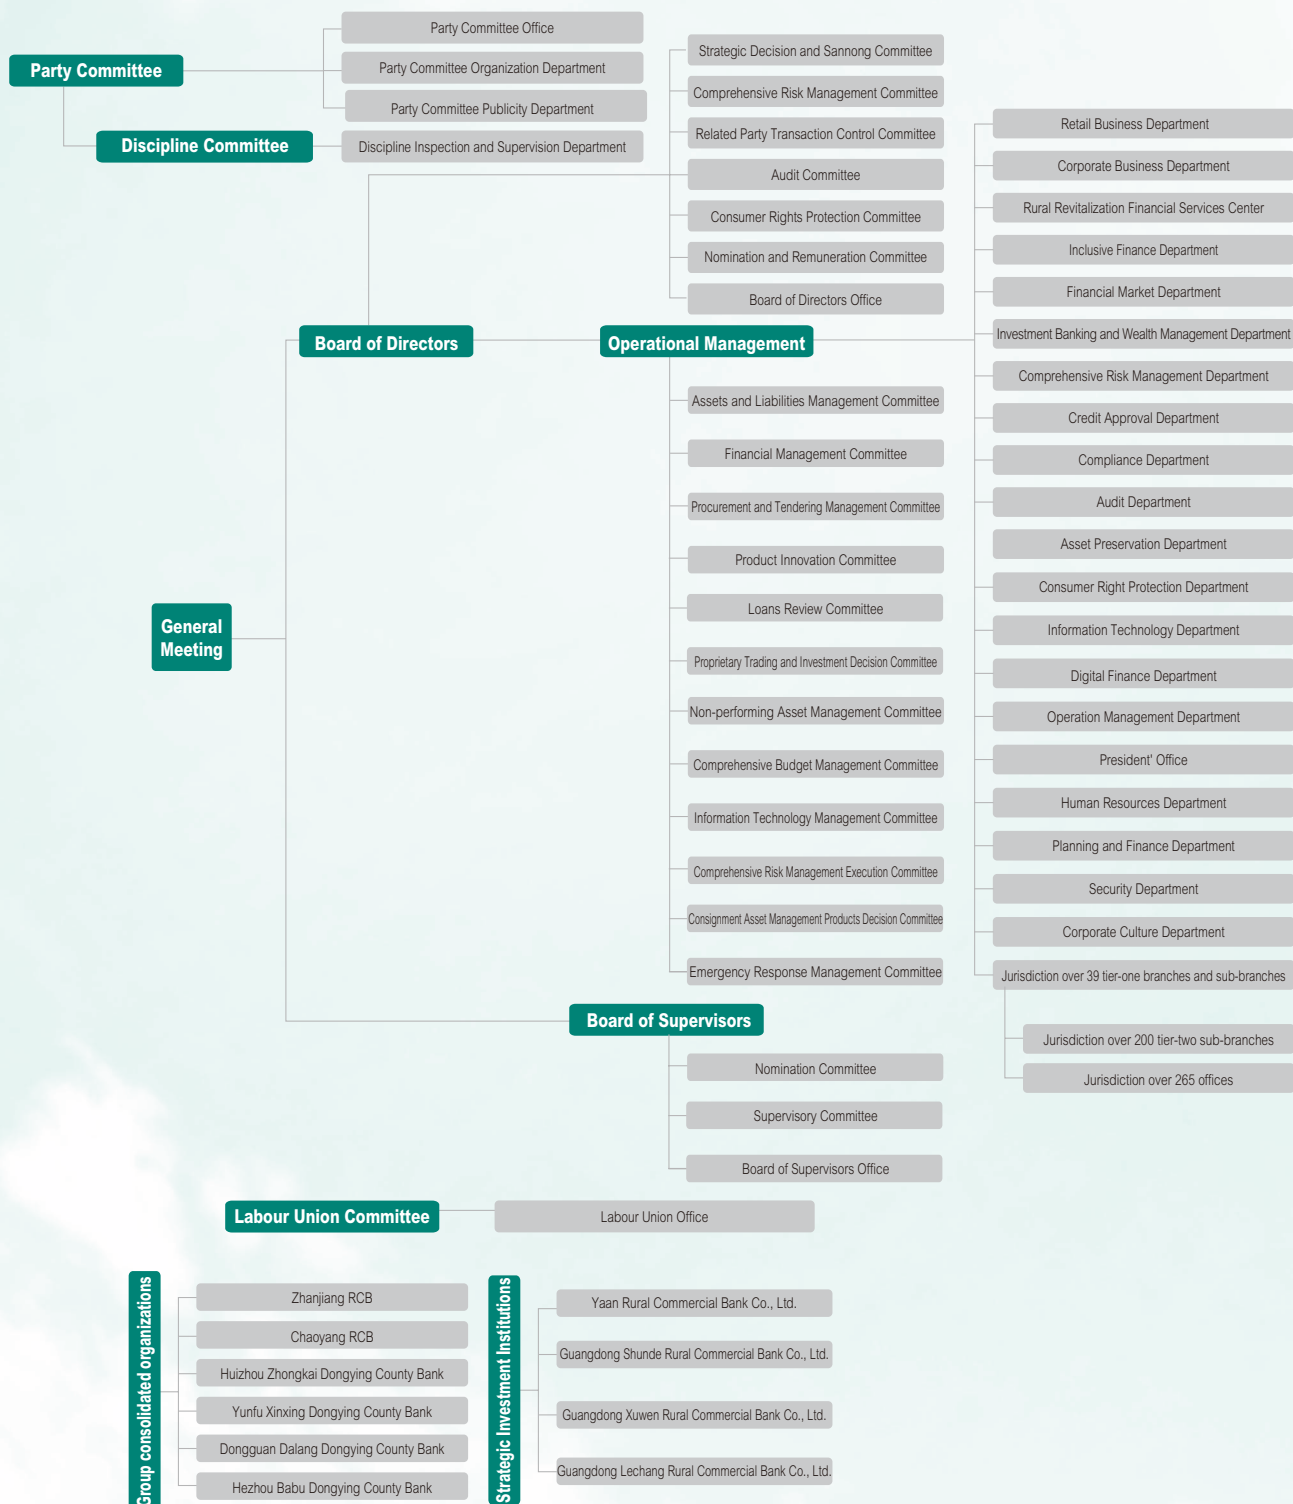 Party Committee
Party Committee Office
Party Committee Organization Department
Party Committee Publicity Department
Discipline Committee
Discipline Inspection and Supervision Department
Strategic Decision and Sannong Committee
Comprehensive Risk Management Committee
Related Party Transaction Control Committee
Audit Committee
Consumer Rights Protection Committee
Nomination and Remuneration Committee
Board of Directors Office
General
Meeting
Board of Directors
Operational Management
Assets and Liabilities Management Committee
Financial Management Committee
Procurement and Tendering Management Committee
Product Innovation Committee
Loans Review Committee
Proprietary Trading and Investment Decision Committee
Non-performing Asset Management Committee
Comprehensive Budget Management Committee
Information Technology Management Committee
Comprehensive Risk Management Execution Committee
Consignment Asset Management Products Decision Committee
Emergency Response Management Committee
Retail Business Department
Corporate Business Department
Rural Revitalization Financial Services Center
Inclusive Finance Department
Financial Market Department
Investment Banking and Wealth Management Department
Comprehensive Risk Management Department
Credit Approval Department
Compliance Department
Audit Department
Asset Preservation Department
Consumer Right Protection Department
Information Technology Department
Digital Finance Department
Operation Management Department
President' Office
Human Resources Department
Planning and Finance Department
Security Department
Corporate Culture Department
Jurisdiction over 39 tier-one branches and sub-branches
Jurisdiction over 200 tier-two sub-branches
Jurisdiction over 265 offices
Board of Supervisors
Nomination Committee
Supervisory Committee
Board of Supervisors Office
Labour Union Committee
Labour Union Office
Group consolidated organizations
Zhanjiang RCB
Chaoyang RCB
Huizhou Zhongkai Dongying County Bank
Yunfu Xinxing Dongying County Bank
Dongguan Dalang Dongying County Bank
Hezhou Babu Dongying County Bank
Strategic Investment Institutions
Yaan Rural Commercial Bank Co., Ltd.
Guangdong Shunde Rural Commercial Bank Co., Ltd.
Guangdong Xuwen Rural Commercial Bank Co., Ltd.
Guangdong Lechang Rural Commercial Bank Co., Ltd.